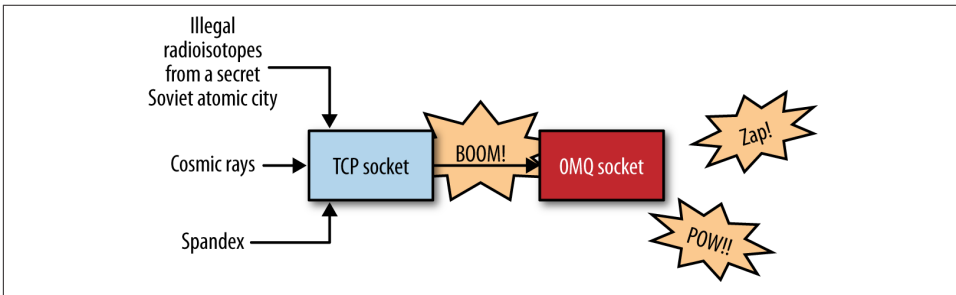 Illegal
radioisotopes
from a secret
Soviet atomic city
Cosmic rays
Spandex
TCP socket
BOOM!
0MQ socket
Zap!
POW!!